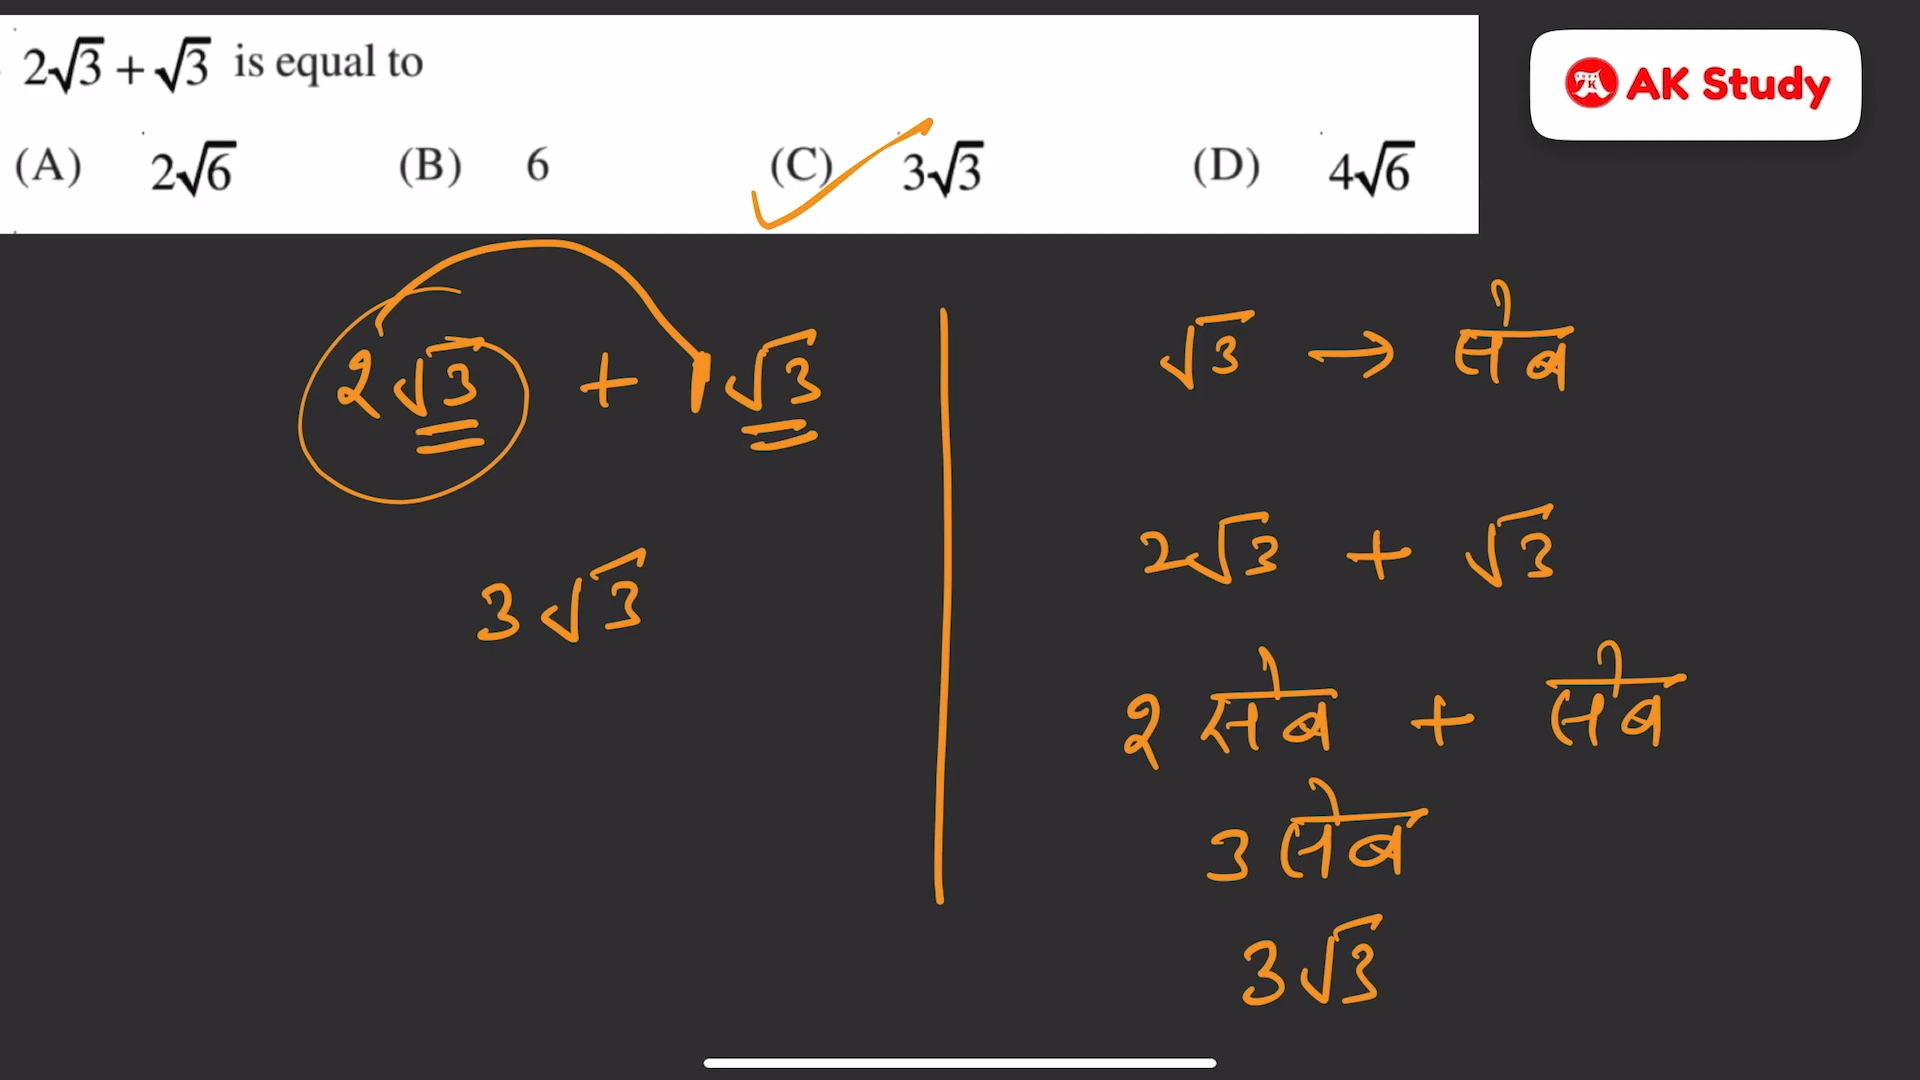 2√3 + √3 is equal to
AK Study
(A) 2√6 (B) 6 (C) 3√3 (D) 4√6
2√3 + 1√3
3√3
√3 → सेब
2√3 + √3
2 सेब + सेब
3 सेब
3√3